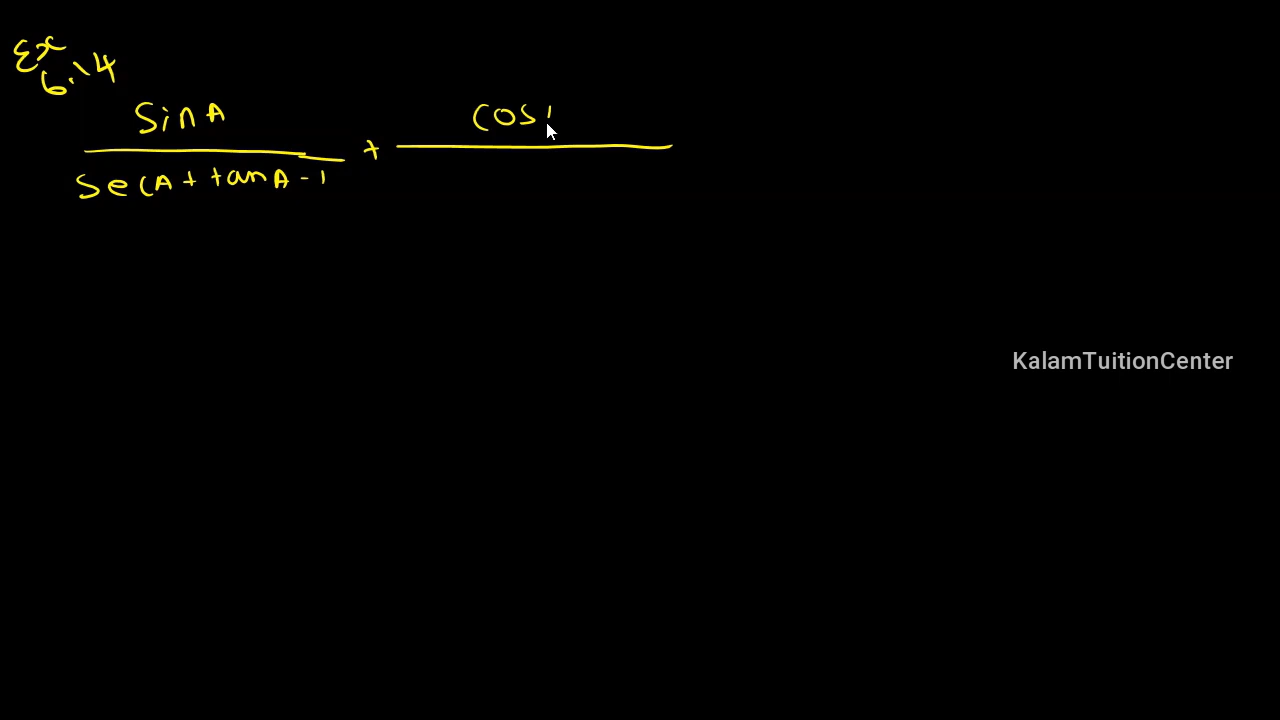 Ex
6.14
sin A + cos
sec A + tan A - 1
KalamTuitionCenter